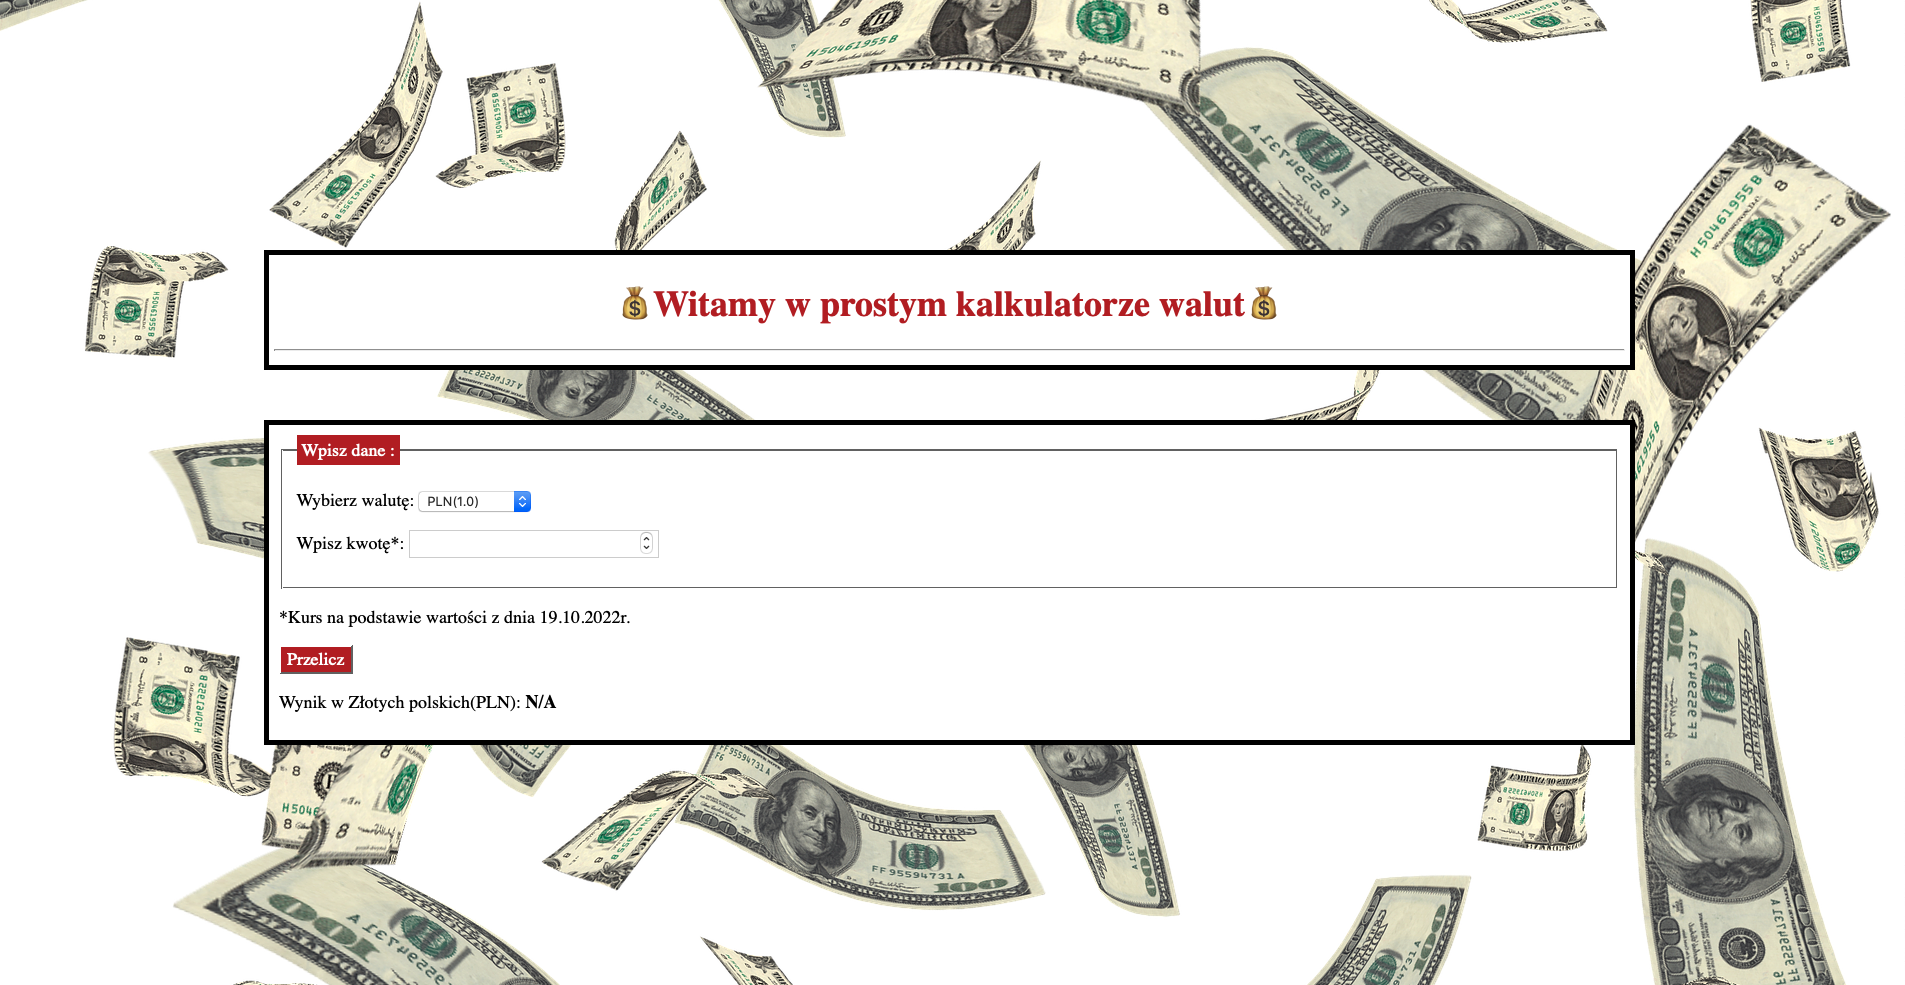 💰Witamy w prostym kalkulatorze walut💰
Wpisz dane :
Wybierz walutę: PLN(1.0)
Wpisz kwotę*:
*Kurs na podstawie wartości z dnia 19.10.2022r.
Przelicz
Wynik w Złotych polskich(PLN): N/A